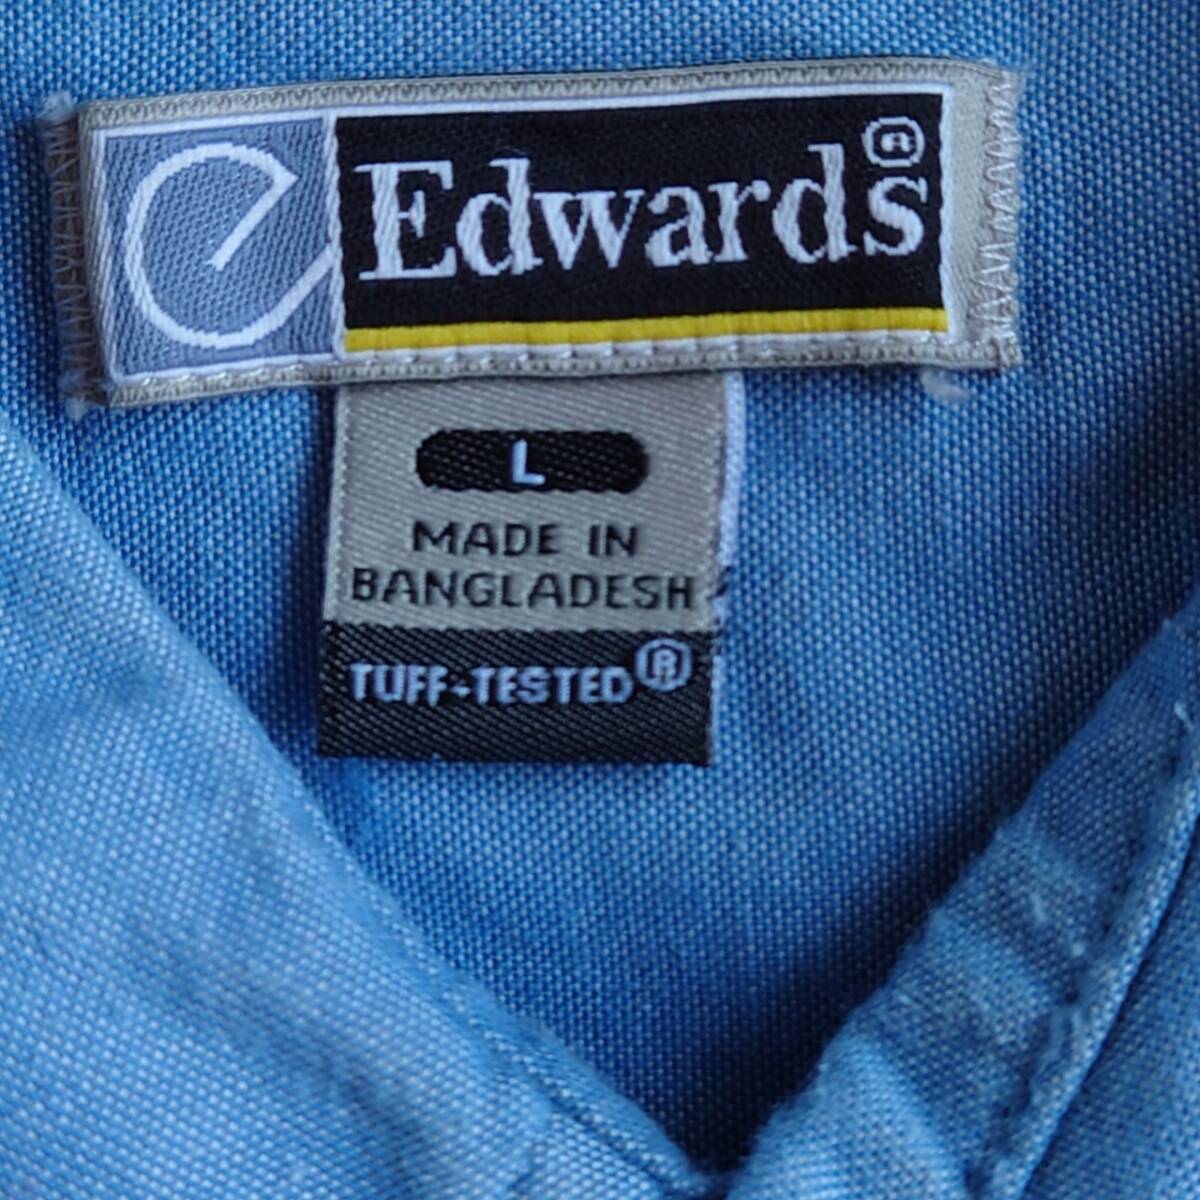 e Edwards®
L
MADE IN
BANGLADESH
TUFF-TESTED®